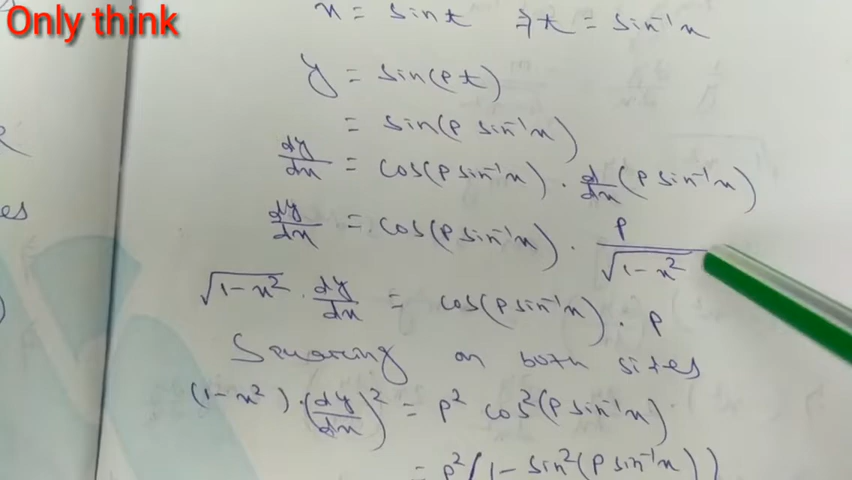 Only think
x = sint ⇒ t = sin⁻¹x
y = sin(pt)
= sin(p sin⁻¹x)
dy/dx = cos(p sin⁻¹x) · d/dx (p sin⁻¹x)
dy/dx = cos(p sin⁻¹x) · p/√1-x²
√1-x² · dy/dx = cos(p sin⁻¹x) · p
Squaring on both sites
(1-x²) · (dy/dx)² = p² cos²(p sin⁻¹x)
= p² (1 - sin²(p sin⁻¹x))
es